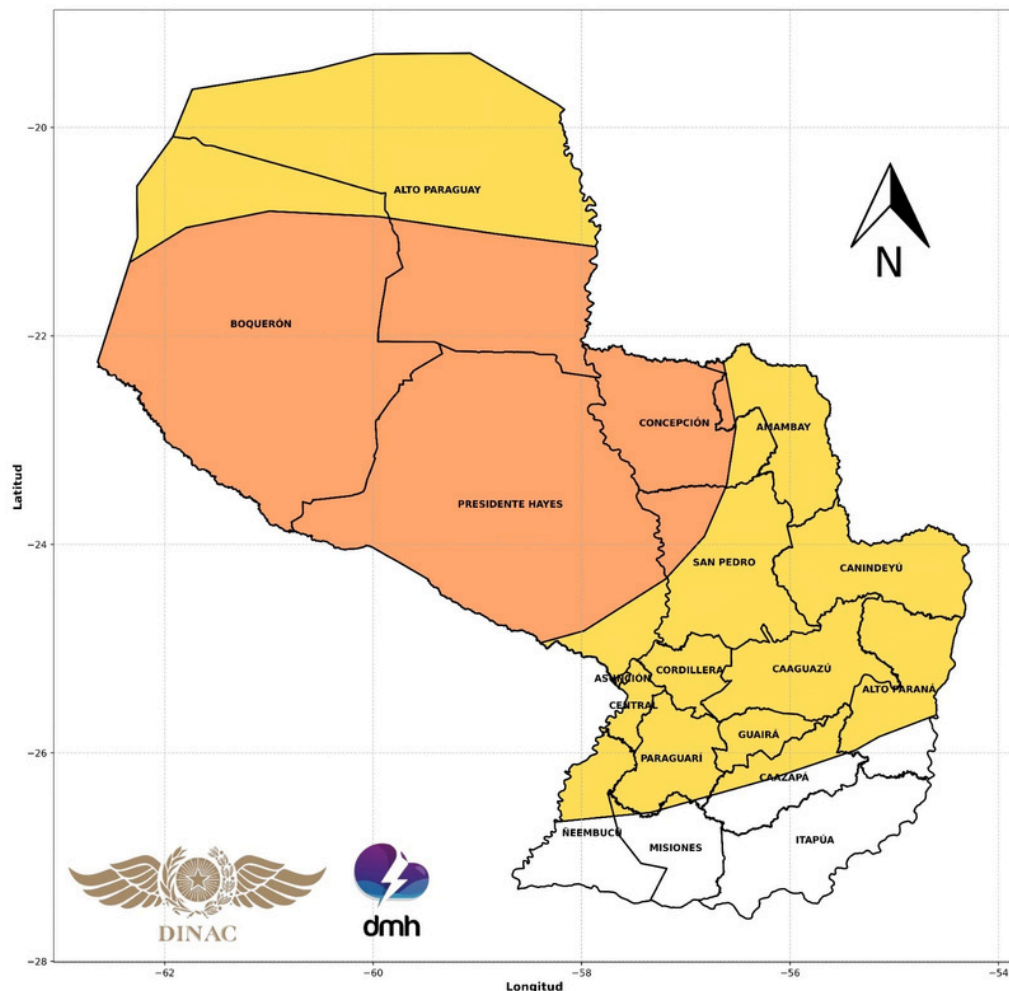 −20
ALTO PARAGUAY
N
−22
BOQUERÓN
CONCEPCIÓN
AMAMBAY
Latitud
PRESIDENTE HAYES
−24
SAN PEDRO
CANINDEYÚ
CORDILLERA
CAAGUAZÚ
ASUNCIÓN
ALTO PARANÁ
CENTRAL
GUAIRÁ
−26
PARAGUARÍ
CAAZAPÁ
ÑEEMBUCÚ
ITAPÚA
MISIONES
DINAC
dmh
−28
−62
−60
−58
−56
−54
Longitud